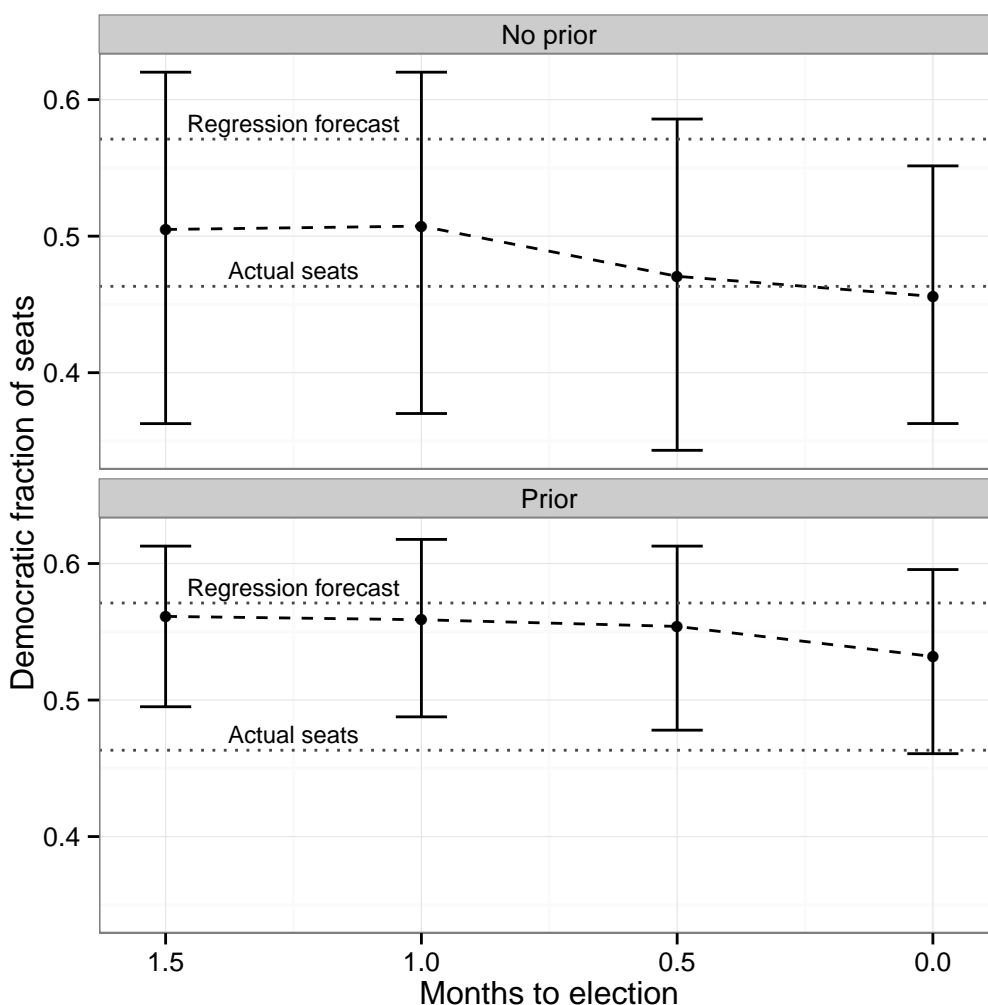 No prior
0.6
Regression forecast
0.5
Actual seats
0.4
Democratic fraction of seats
Prior
0.6
Regression forecast
0.5
Actual seats
0.4
1.5 1.0 0.5 0.0
Months to election